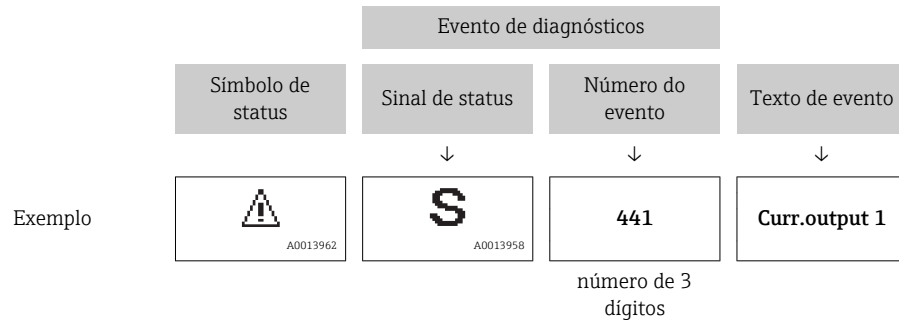 Evento de diagnósticos
Símbolo de
status
Sinal de status
Número do
evento
Texto de evento
Exemplo
A0013962
S
A0013958
441
Curr.output 1
número de 3
dígitos